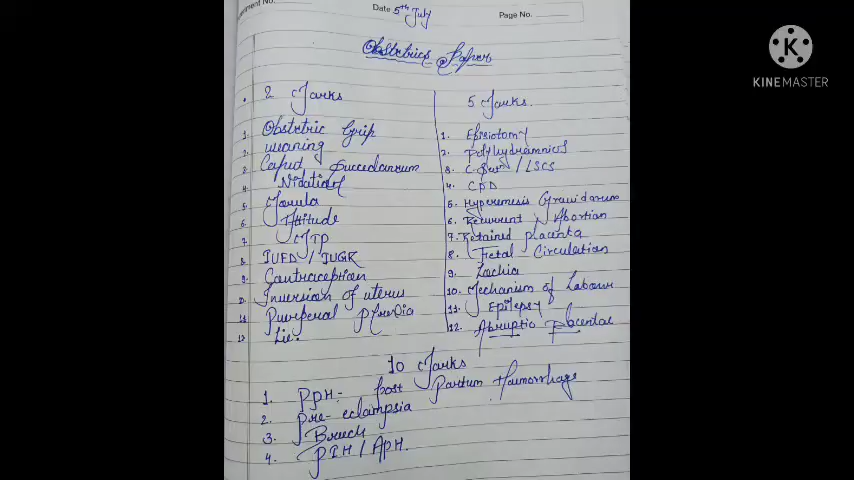 Date 5th July
Page No.
Obstetrics Paper
2 Marks
1. Obstetric Grip
2. weaning
3. Caput Succedaneum
4. Nidation
5. Morula
6. Attitude
7. MTP
8. IUFD / IUGR
9. Contraception
10. Inversion of uterus
11. Puerperal
12. Lie.
5 Marks.
1. Episiotomy
2. Polyhydramnios
3. / LSCS
4. CPD
5. Hyperemesis Gravidarum
6. Recurrent Abortion
7. Retained placenta
8. Fetal Circulation
9. Lochia
10. Mechanism of Labour
11. Epilepsy
12. Abruptio Placentae
10 Marks
1. PPH:- Post Partum Haemorrhage
2. Pre-eclampsia
3. Breech
4. PIH / APH.
KINEMASTER